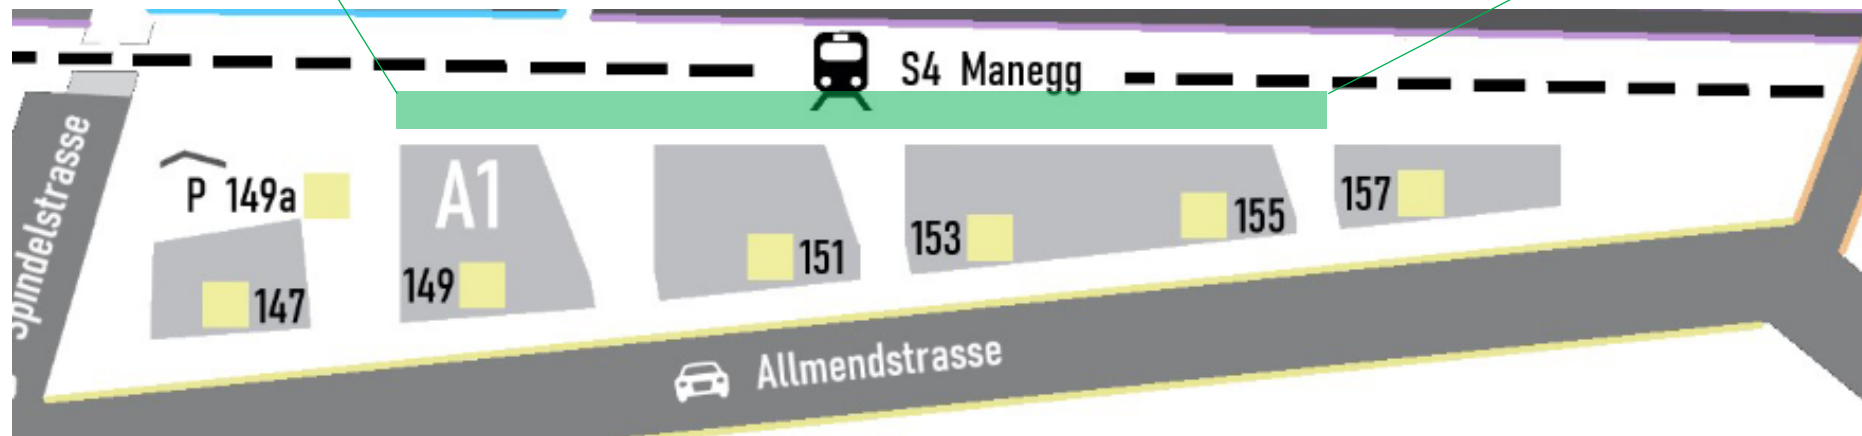 S4 Manegg
Spindelstrasse
P 149a
A1
147
149
151
153
155
157
Allmendstrasse